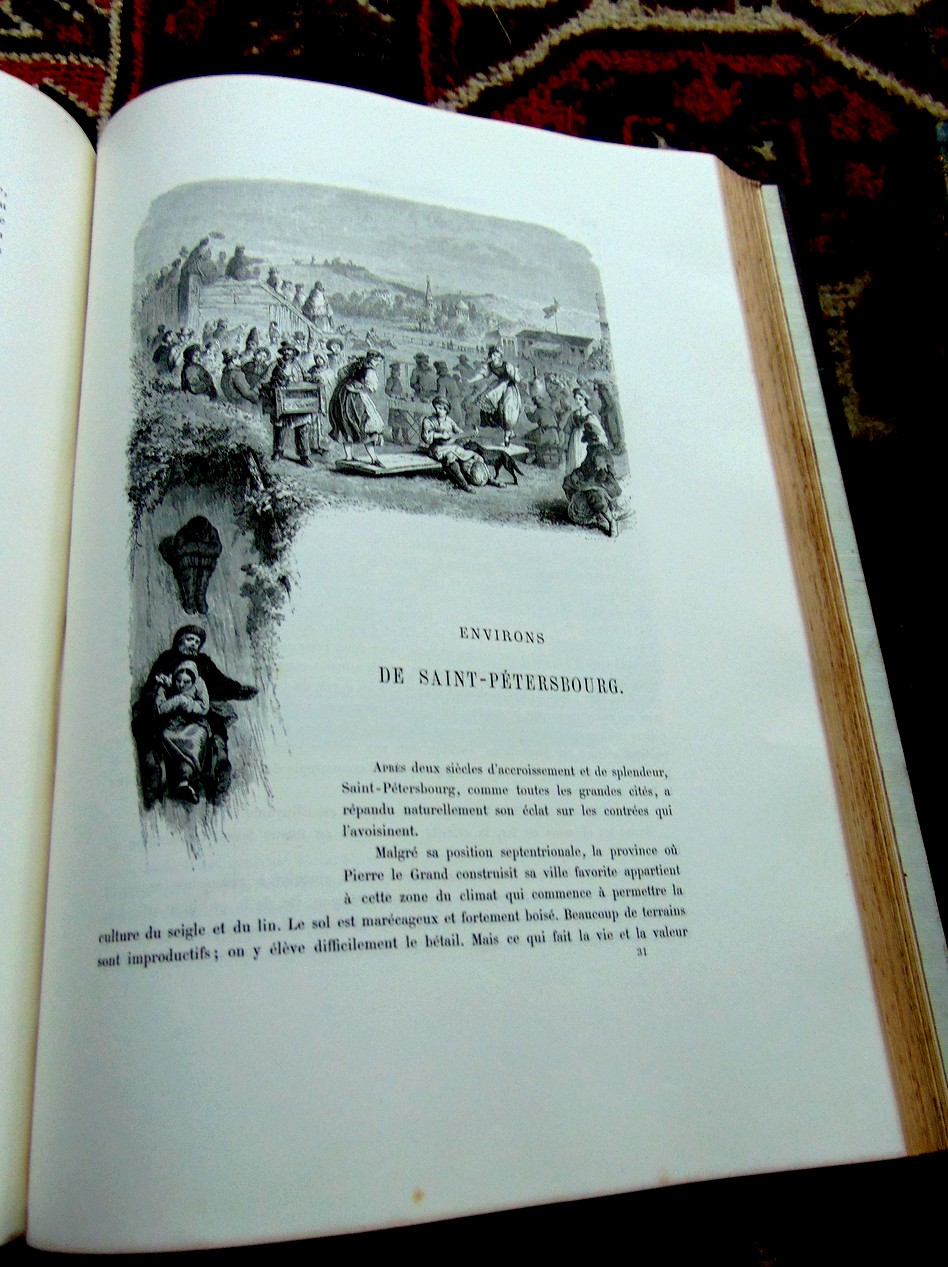 ENVIRONS
DE SAINT-PÉTERSBOURG.
APRÈS deux siècles d'accroissement et de splendeur,
Saint-Pétersbourg, comme toutes les grandes cités, a
répandu naturellement son éclat sur les contrées qui
l'avoisinent.
Malgré sa position septentrionale, la province où
Pierre le Grand construisit sa ville favorite appartient
à cette zone du climat qui commence à permettre la
culture du seigle et du lin. Le sol est marécageux et fortement boisé. Beaucoup de terrains
sont improductifs; on y élève difficilement le bétail. Mais ce qui fait la vie et la valeur
31